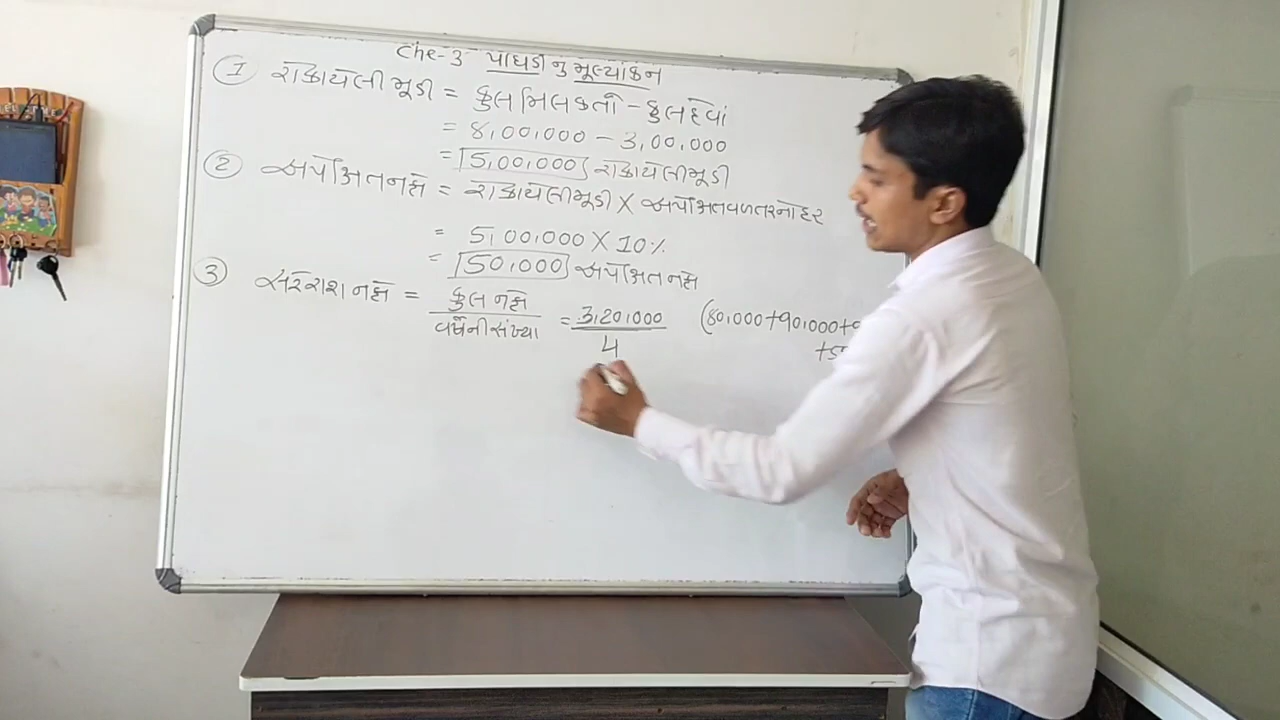 Che-3 પાઘડીનુ મૂલ્યાંકન
① રોકાયેલી મૂડી = કુલ મિલકતો - કુલ દેવાં
= 8,00,000 - 3,00,000
= 5,00,000 રોકાયેલી મૂડી
② અપેક્ષિત નફો = રોકાયેલી મૂડી X અપેક્ષિત વળતરનો દર
= 5,00,000 X 10%
= 50,000 અપેક્ષિત નફો
③ સરેરાશ નફો = કુલ નફો / વર્ષની સંખ્યા = 3,20,000 / 4 (80,000+90,000+